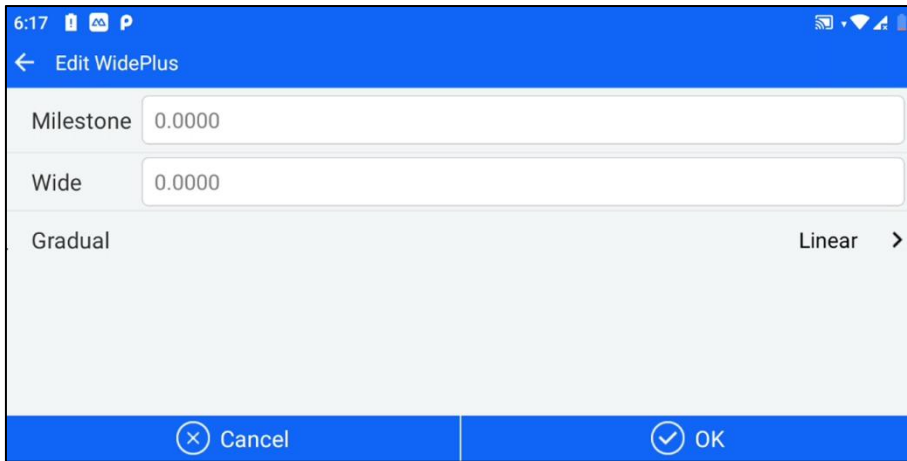 6:17
Edit WidePlus
Milestone 0.0000
Wide 0.0000
Gradual Linear
Cancel OK